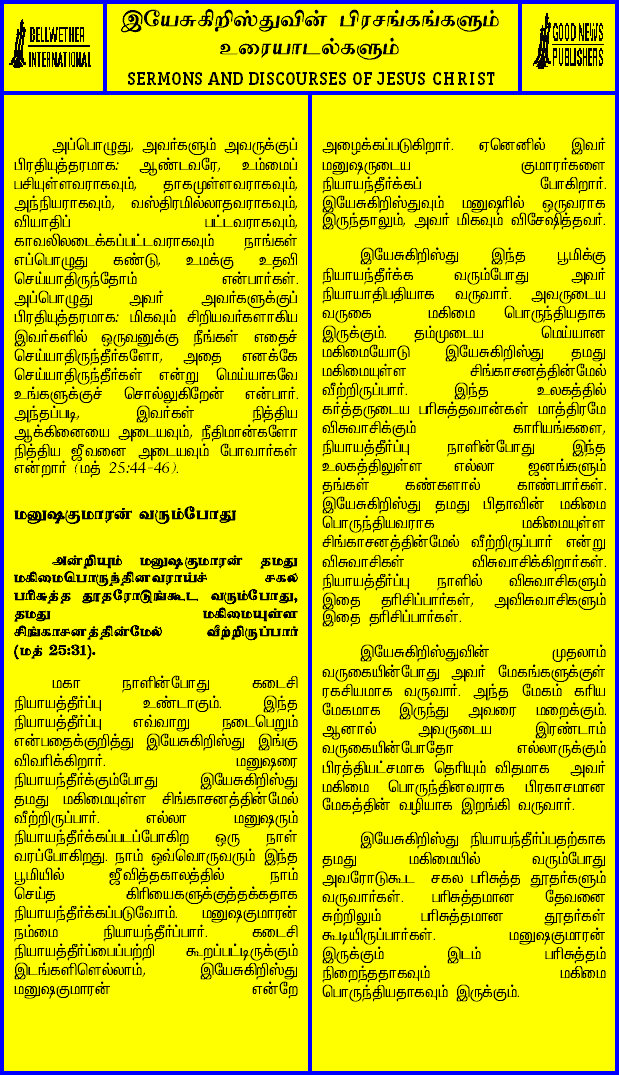 BELLWETHER
INTERNATIONAL
இயேசுகிறிஸ்துவின் பிரசங்கங்களும்
உரையாடல்களும்
SERMONS AND DISCOURSES OF JESUS CHRIST
GOOD NEWS
PUBLISHERS
அப்பொழுது, அவர்களும் அவருக்குப்
பிரதியுத்தரமாக: ஆண்டவரே, உம்மைப்
பசியுள்ளவராகவும், தாகமுள்ளவராகவும்,
அந்நியராகவும், வஸ்திரமில்லாதவராகவும்,
வியாதிப் பட்டவராகவும்,
காவலிலடைக்கப்பட்டவராகவும் நாங்கள்
எப்பொழுது கண்டு, உமக்கு உதவி
செய்யாதிருந்தோம் என்பார்கள்.
அப்பொழுது அவர் அவர்களுக்குப்
பிரதியுத்தரமாக: மிகவும் சிறியவர்களாகிய
இவர்களில் ஒருவனுக்கு நீங்கள் எதைச்
செய்யாதிருந்தீர்களோ, அதை எனக்கே
செய்யாதிருந்தீர்கள் என்று மெய்யாகவே
உங்களுக்குச் சொல்லுகிறேன் என்பார்.
அந்தப்படி, இவர்கள் நித்திய
ஆக்கினையை அடையவும், நீதிமான்களோ
நித்திய ஜீவனை அடையவும் போவார்கள்
என்றார் (மத் 25:44-46).
மனுஷகுமாரன் வரும்போது
அன்றியும் மனுஷகுமாரன் தமது
மகிமைபொருந்தினவராய்ச் சகல
பரிசுத்த தூதரோடுங்கூட வரும்போது,
தமது மகிமையுள்ள
சிங்காசனத்தின்மேல் வீற்றிருப்பார்
(மத் 25:31).
மகா நாளின்போது கடைசி
நியாயத்தீர்ப்பு உண்டாகும். இந்த
நியாயத்தீர்ப்பு எவ்வாறு நடைபெறும்
என்பதைக்குறித்து இயேசுகிறிஸ்து இங்கு
விவரிக்கிறார். மனுஷரை
நியாயந்தீர்க்கும்போது இயேசுகிறிஸ்து
தமது மகிமையுள்ள சிங்காசனத்தின்மேல்
வீற்றிருப்பார். எல்லா மனுஷரும்
நியாயந்தீர்க்கப்படப்போகிற ஒரு நாள்
வரப்போகிறது. நாம் ஒவ்வொருவரும் இந்த
பூமியில் ஜீவித்தகாலத்தில் நாம்
செய்த கிரியைகளுக்குத்தக்கதாக
நியாயந்தீர்க்கப்படுவோம். மனுஷகுமாரன்
நம்மை நியாயந்தீர்ப்பார். கடைசி
நியாயத்தீர்ப்பைப்பற்றி கூறப்பட்டிருக்கும்
இடங்களிளெல்லாம், இயேசுகிறிஸ்து
மனுஷகுமாரன் என்றே
அழைக்கப்படுகிறார். ஏனெனில் இவர்
மனுஷருடைய குமாரர்களை
நியாயந்தீர்க்கப் போகிறார்.
இயேசுகிறிஸ்துவும் மனுஷரில் ஒருவராக
இருந்தாலும், அவர் மிகவும் விசேஷித்தவர்.
இயேசுகிறிஸ்து இந்த பூமிக்கு
நியாயந்தீர்க்க வரும்போது அவர்
நியாயாதிபதியாக வருவார். அவருடைய
வருகை மகிமை பொருந்தியதாக
இருக்கும். தம்முடைய மெய்யான
மகிமையோடு இயேசுகிறிஸ்து தமது
மகிமையுள்ள சிங்காசனத்தின்மேல்
வீற்றிருப்பார். இந்த உலகத்தில்
கர்த்தருடைய பரிசுத்தவான்கள் மாத்திரமே
விசுவாசிக்கும் காரியங்களை,
நியாயத்தீர்ப்பு நாளின்போது இந்த
உலகத்திலுள்ள எல்லா ஜனங்களும்
தங்கள் கண்களால் காண்பார்கள்.
இயேசுகிறிஸ்து தமது பிதாவின் மகிமை
பொருந்தியவராக மகிமையுள்ள
சிங்காசனத்தின்மேல் வீற்றிருப்பார் என்று
விசுவாசிகள் விசுவாசிக்கிறார்கள்.
நியாயத்தீர்ப்பு நாளில் விசுவாசிகளும்
இதை தரிசிப்பார்கள், அவிசுவாசிகளும்
இதை தரிசிப்பார்கள்.
இயேசுகிறிஸ்துவின் முதலாம்
வருகையின்போது அவர் மேகங்களுக்குள்
ரகசியமாக வருவார். அந்த மேகம் கரிய
மேகமாக இருந்து அவரை மறைக்கும்.
ஆனால் அவருடைய இரண்டாம்
வருகையின்போதோ எல்லாருக்கும்
பிரத்தியட்சமாக தெரியும் விதமாக அவர்
மகிமை பொருந்தினவராக பிரகாசமான
மேகத்தின் வழியாக இறங்கி வருவார்.
இயேசுகிறிஸ்து நியாயந்தீர்ப்பதற்காக
தமது மகிமையில் வரும்போது
அவரோடுகூட சகல பரிசுத்த தூதர்களும்
வருவார்கள். பரிசுத்தமான தேவனை
சுற்றிலும் பரிசுத்தமான தூதர்கள்
கூடியிருப்பார்கள். மனுஷகுமாரன்
இருக்கும் இடம் பரிசுத்தம்
நிறைந்ததாகவும் மகிமை
பொருந்தியதாகவும் இருக்கும்.